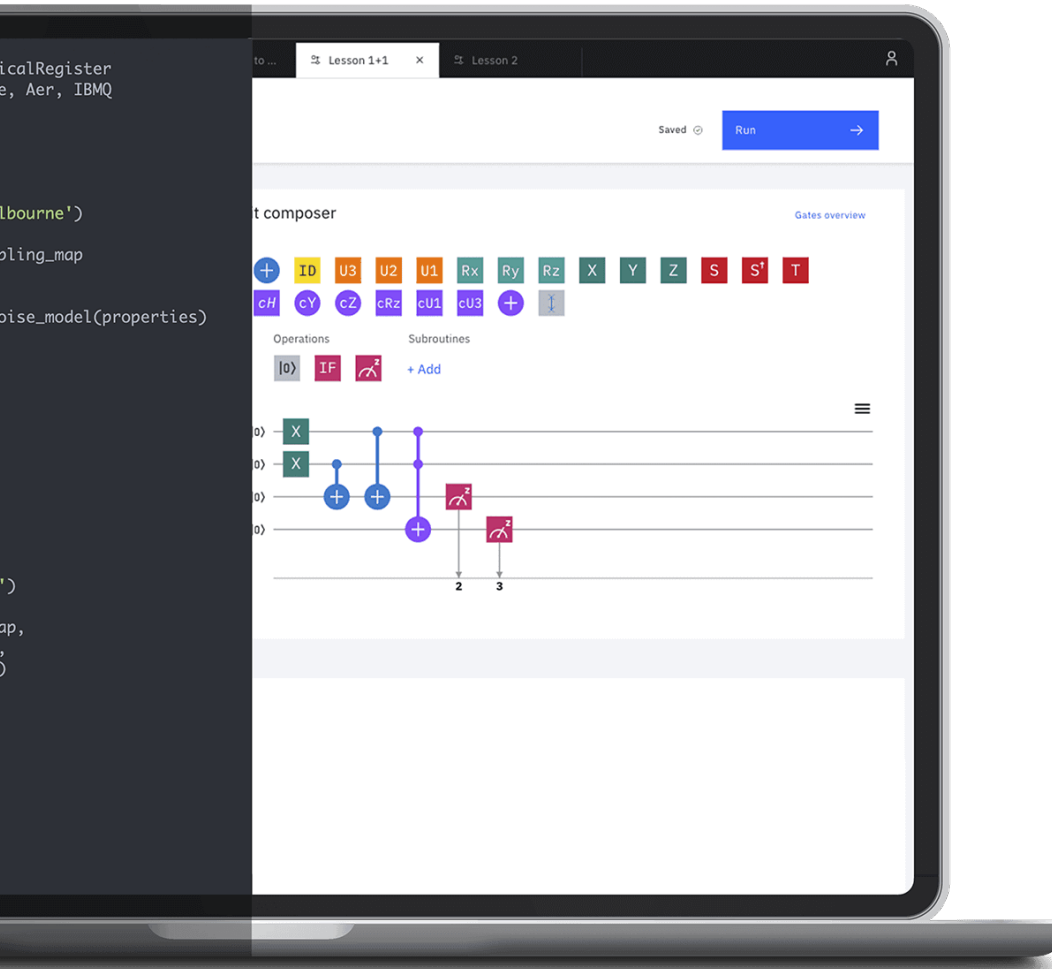 icalRegister
e, Aer, IBMQ
lbourne')
pling_map
oise_model(properties)
')
ap,
,
)
to ...
Lesson 1+1 ×
Lesson 2
Saved
Run →
t composer
Gates overview
+ ID U3 U2 U1 Rx Ry Rz X Y Z S S† T
cH cY cZ cRz cU1 cU3 +
Operations
Subroutines
|0⟩ IF z
+ Add
|0⟩ X
|0⟩ X
|0⟩ + + z
|0⟩ + z
2 3